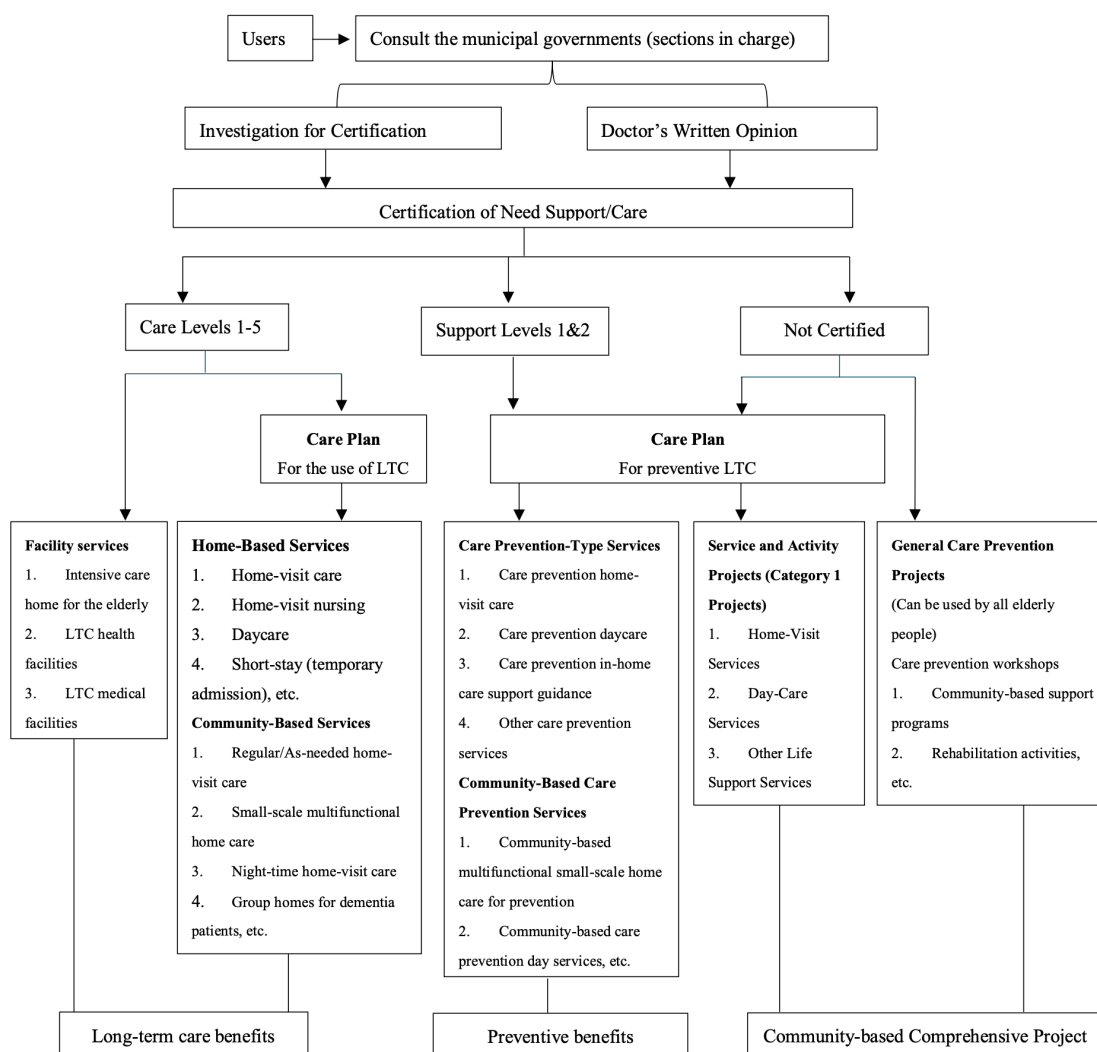 Users
Consult the municipal governments (sections in charge)
Investigation for Certification
Doctor's Written Opinion
Certification of Need Support/Care
Care Levels 1-5
Support Levels 1&2
Not Certified
Care Plan
For the use of LTC
Care Plan
For preventive LTC
Facility services
1. Intensive care
home for the elderly
2. LTC health
facilities
3. LTC medical
facilities
Home-Based Services
1. Home-visit care
2. Home-visit nursing
3. Daycare
4. Short-stay (temporary
admission), etc.
Community-Based Services
1. Regular/As-needed home-
visit care
2. Small-scale multifunctional
home care
3. Night-time home-visit care
4. Group homes for dementia
patients, etc.
Care Prevention-Type Services
1. Care prevention home-
visit care
2. Care prevention daycare
3. Care prevention in-home
care support guidance
4. Other care prevention
services
Community-Based Care
Prevention Services
1. Community-based
multifunctional small-scale home
care for prevention
2. Community-based care
prevention day services, etc.
Service and Activity
Projects (Category 1
Projects)
1. Home-Visit
Services
2. Day-Care
Services
3. Other Life
Support Services
General Care Prevention
Projects
(Can be used by all elderly
people)
Care prevention workshops
1. Community-based support
programs
2. Rehabilitation activities,
etc.
Long-term care benefits
Preventive benefits
Community-based Comprehensive Project